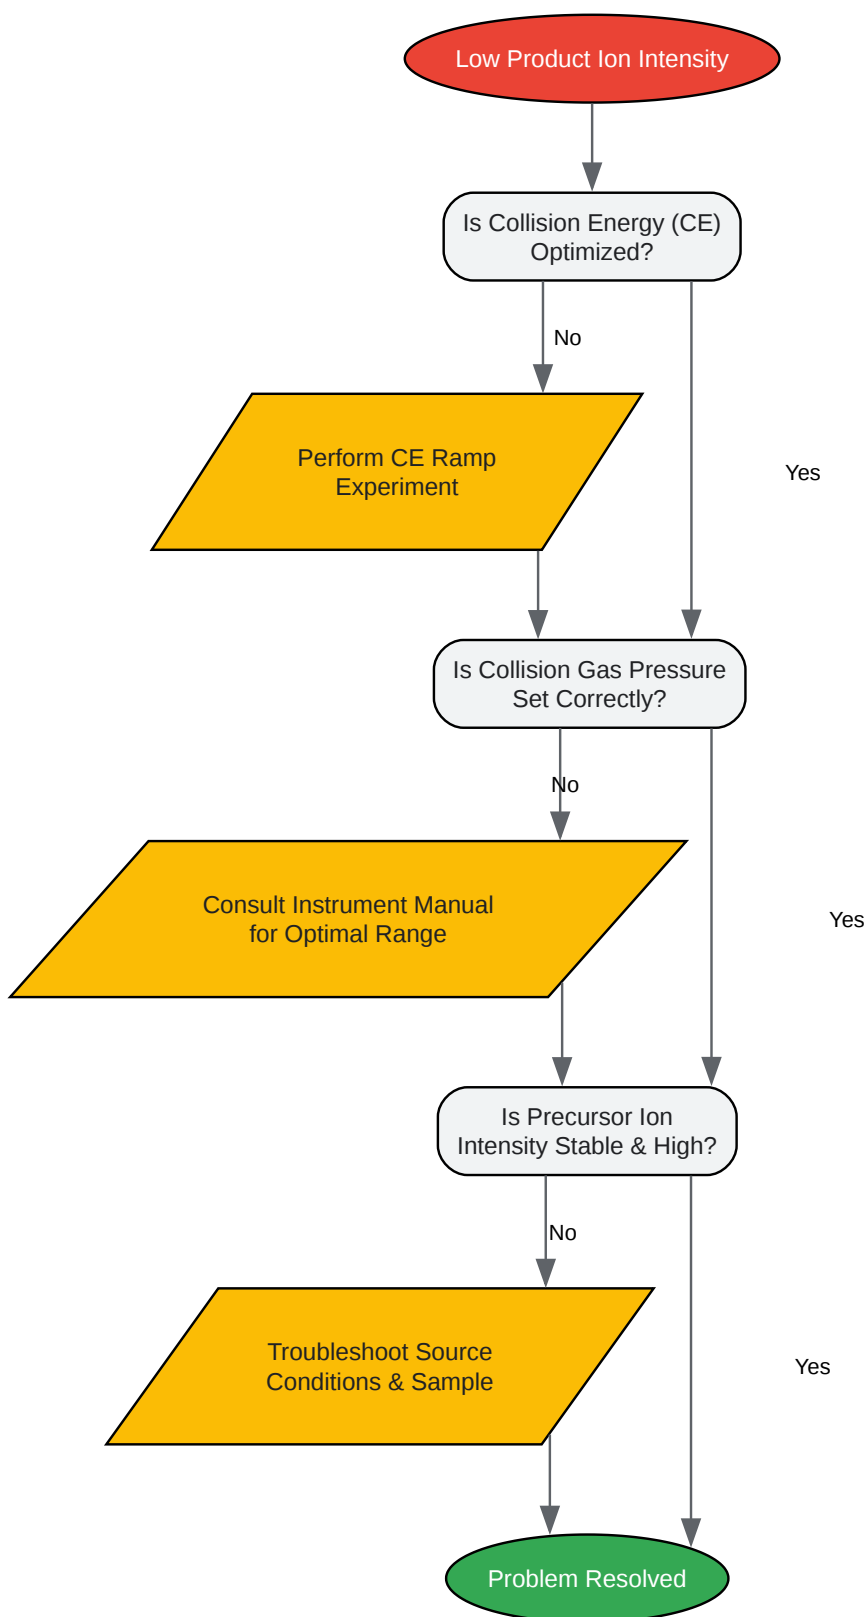 Low Product Ion Intensity
Is Collision Energy (CE)
Optimized?
No
Perform CE Ramp
Experiment
Yes
Is Collision Gas Pressure
Set Correctly?
No
Consult Instrument Manual
for Optimal Range
Yes
Is Precursor Ion
Intensity Stable & High?
No
Troubleshoot Source
Conditions & Sample
Yes
Problem Resolved